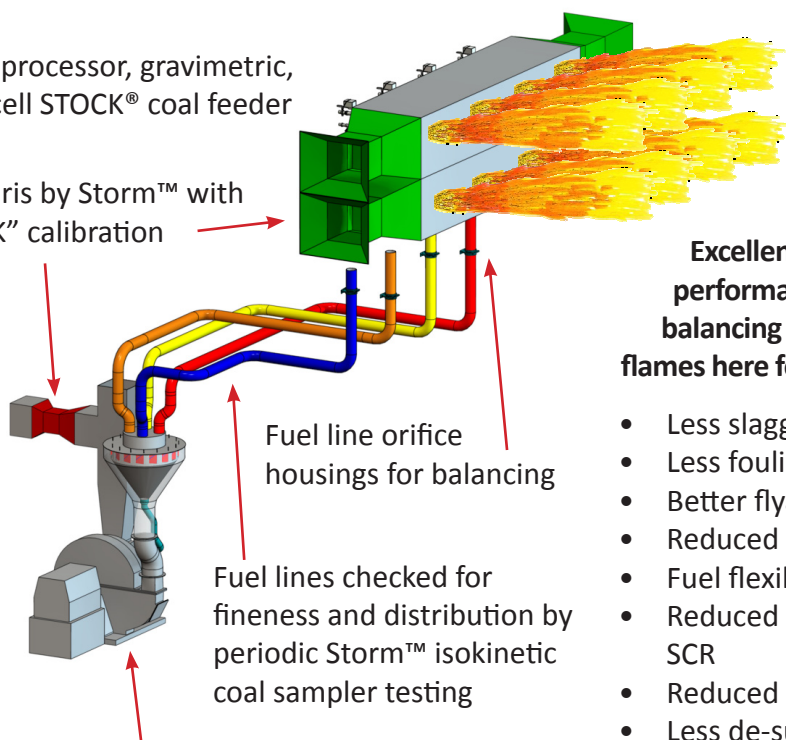 processor, gravimetric,
cell STOCK® coal feeder
ris by Storm™ with
K” calibration
Fuel line orifice
housings for balancing
Fuel lines checked for
fineness and distribution by
periodic Storm™ isokinetic
coal sampler testing
Excellen
performa
balancing
flames here fo
• Less slagg
• Less fouli
• Better fly
• Reduced
• Fuel flexil
• Reduced
SCR
• Reduced
• Less de-su